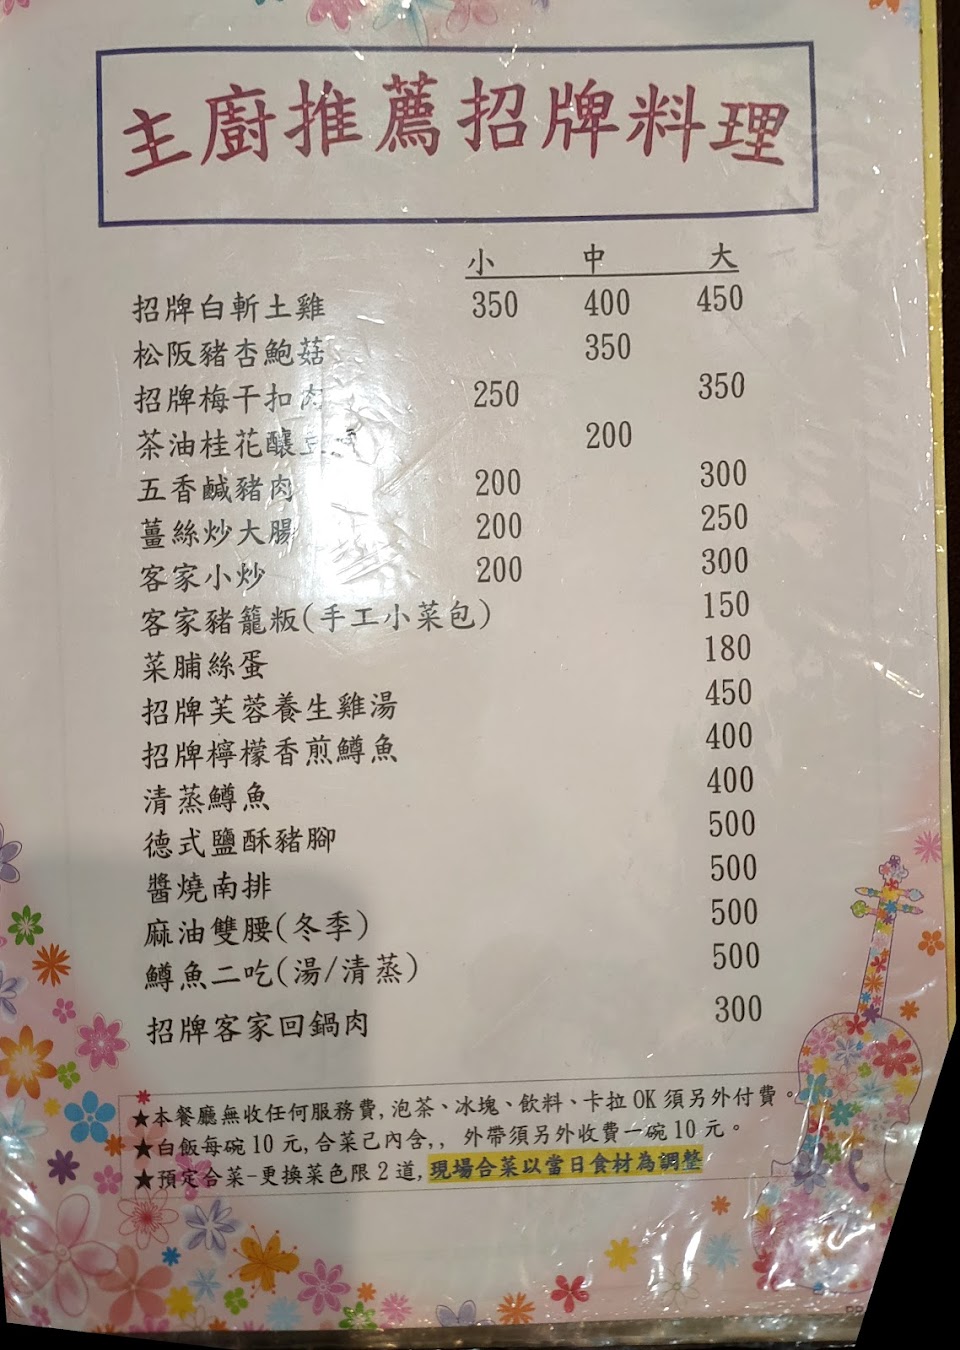 主廚推薦招牌料理
小 中 大
招牌白斬土雞 350 400 450
松阪豬杏鮑菇 350
招牌梅干扣肉 250 350
茶油桂花釀豆 200
五香鹹豬肉 200 300
薑絲炒大腸 200 250
客家小炒 200 300
客家豬籠粄(手工小菜包) 150
菜脯絲蛋 180
招牌芙蓉養生雞湯 450
招牌檸檬香煎鱒魚 400
清蒸鱒魚 400
德式鹽酥豬腳 500
醬燒南排 500
麻油雙腰(冬季) 500
鱒魚二吃(湯/清蒸) 500
招牌客家回鍋肉 300
★本餐廳無收任何服務費,泡茶、冰塊、飲料、卡拉OK須另外付費。
★白飯每碗10元,合菜己內含,, 外帶須另外收費一碗10元。
★預定合菜-更換菜色限2道,現場合菜以當日食材為調整